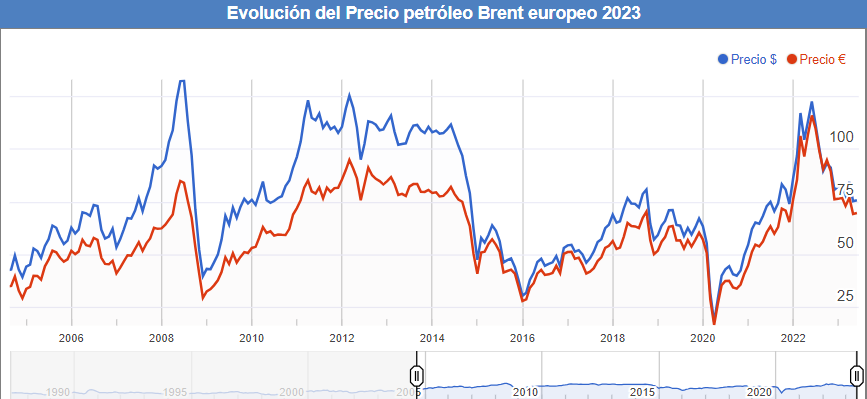 Evolución del Precio petróleo Brent europeo 2023
Precio $ Precio €
100
75
50
25
2006 2008 2010 2012 2014 2016 2018 2020 2022
1990 1995 2000 2005 2010 2015 2020